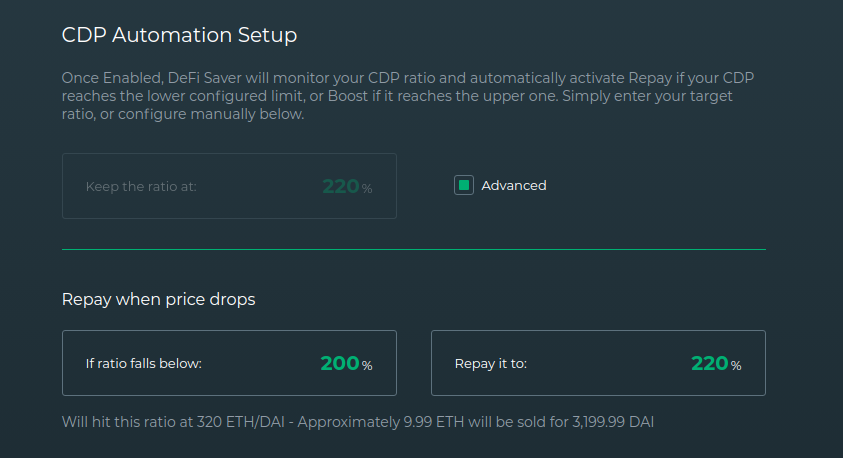 CDP Automation Setup
Once Enabled, DeFi Saver will monitor your CDP ratio and automatically activate Repay if your CDP
reaches the lower configured limit, or Boost if it reaches the upper one. Simply enter your target
ratio, or configure manually below.
Keep the ratio at: 220 %
Advanced
Repay when price drops
If ratio falls below: 200 %
Repay it to: 220 %
Will hit this ratio at 320 ETH/DAI - Approximately 9.99 ETH will be sold for 3,199.99 DAI